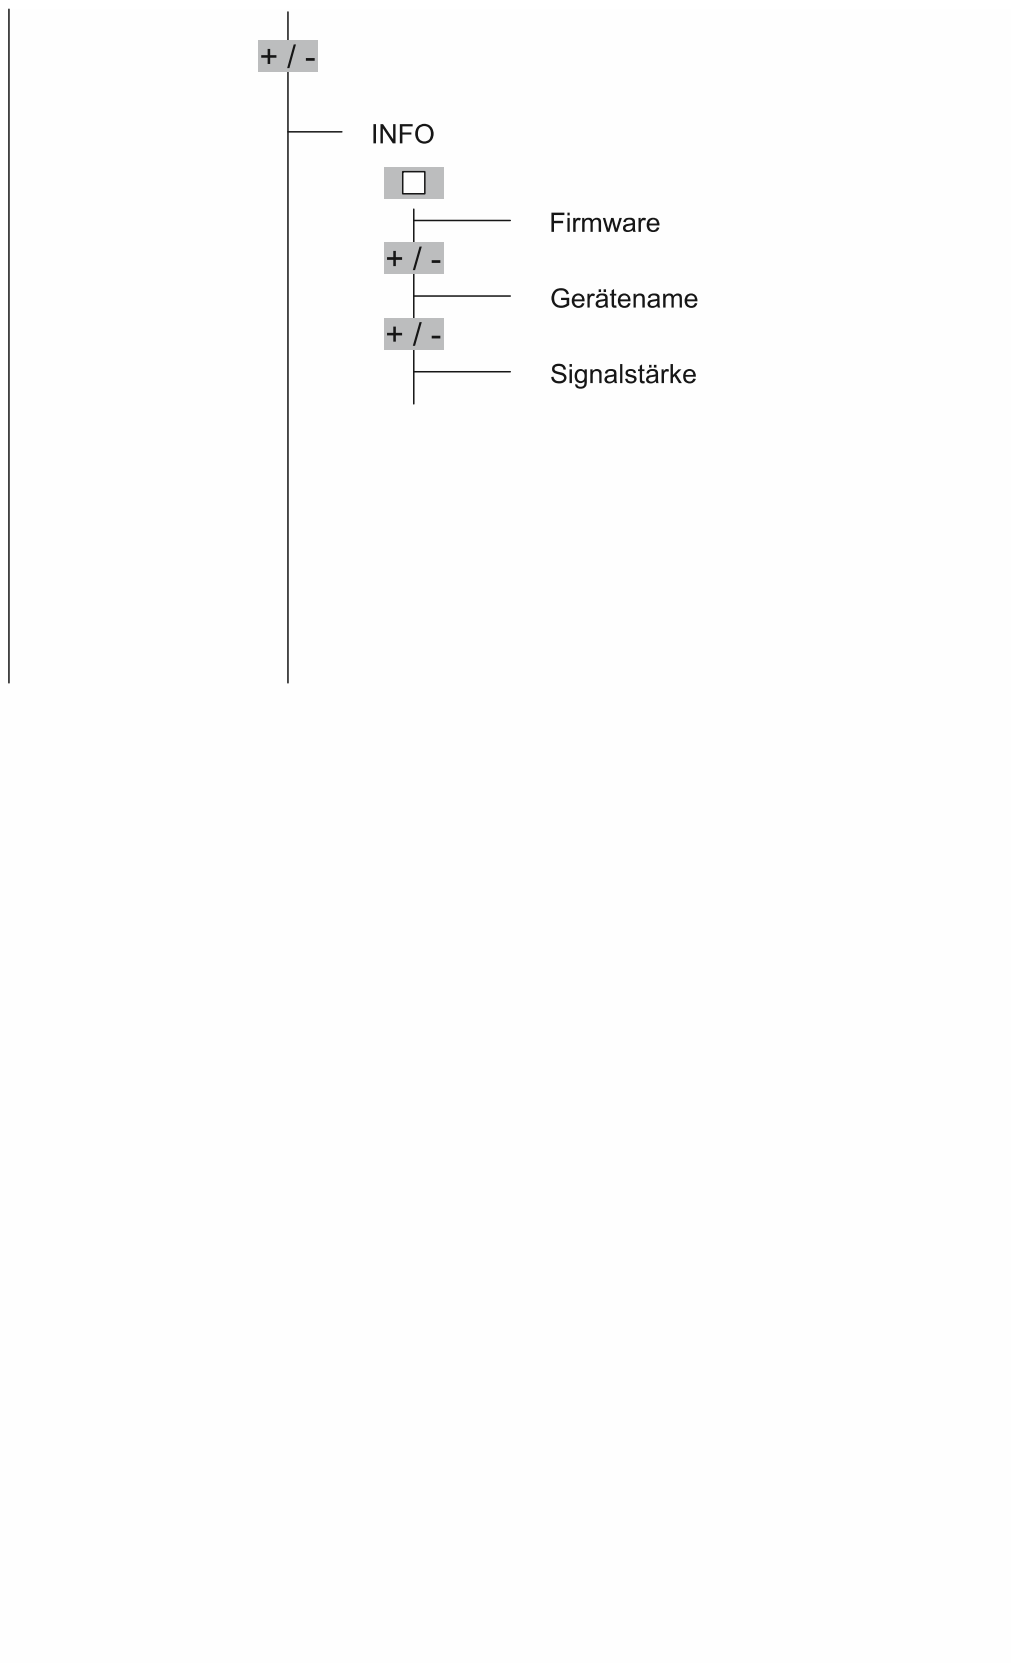 + / -
INFO
Firmware
+ / -
Gerätename
+ / -
Signalstärke